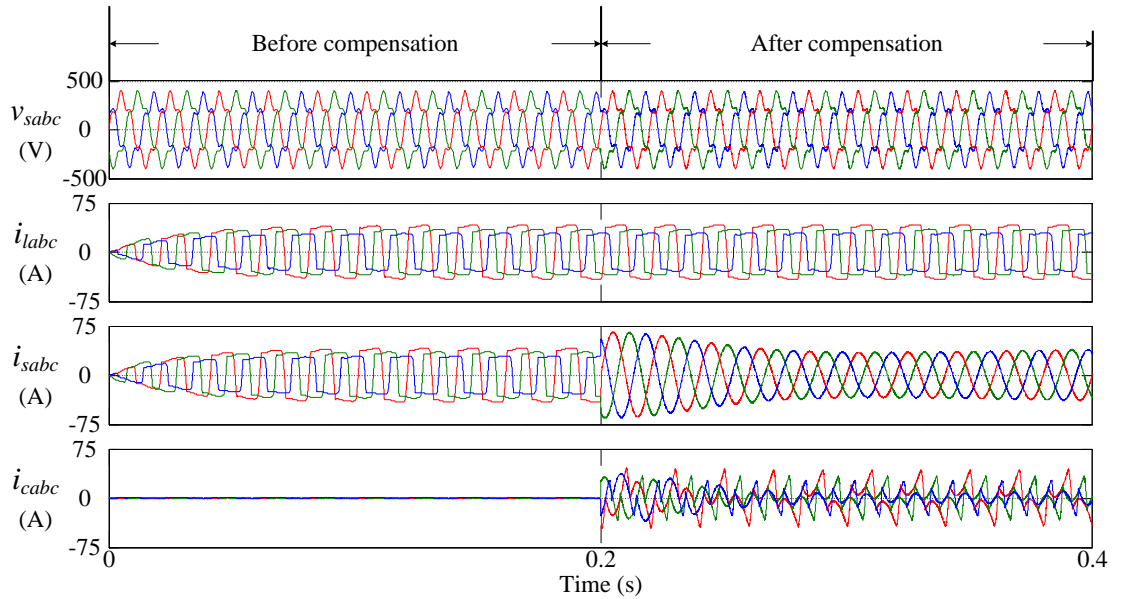 Before compensation After compensation
500
v_sabc 0
(V)
-500
75
i_labc 0
(A)
-75
75
i_sabc 0
(A)
-75
75
i_cabc 0
(A)
-75
0 0.2 0.4
Time (s)